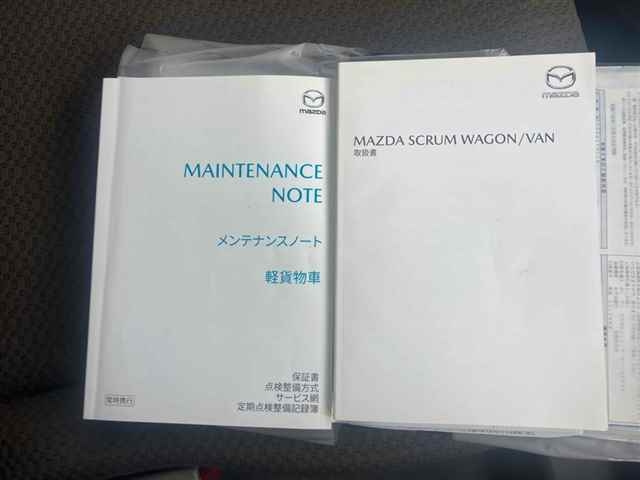 mazda
MAINTENANCE
NOTE
メンテナンスノート
軽貨物車
保証書
点検整備方式
サービス網
定期点検整備記録簿
常時携行
mazda
MAZDA SCRUM WAGON/VAN
取扱書